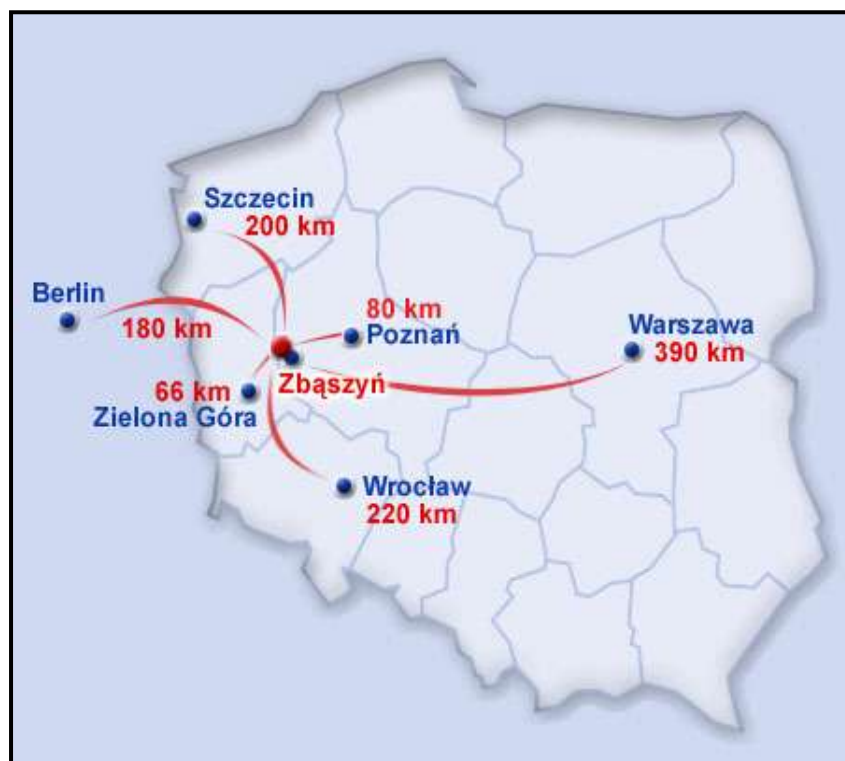 Szczecin
200 km
Berlin
180 km
80 km
Poznań
Warszawa
390 km
Zbąszyń
66 km
Zielona Góra
Wrocław
220 km